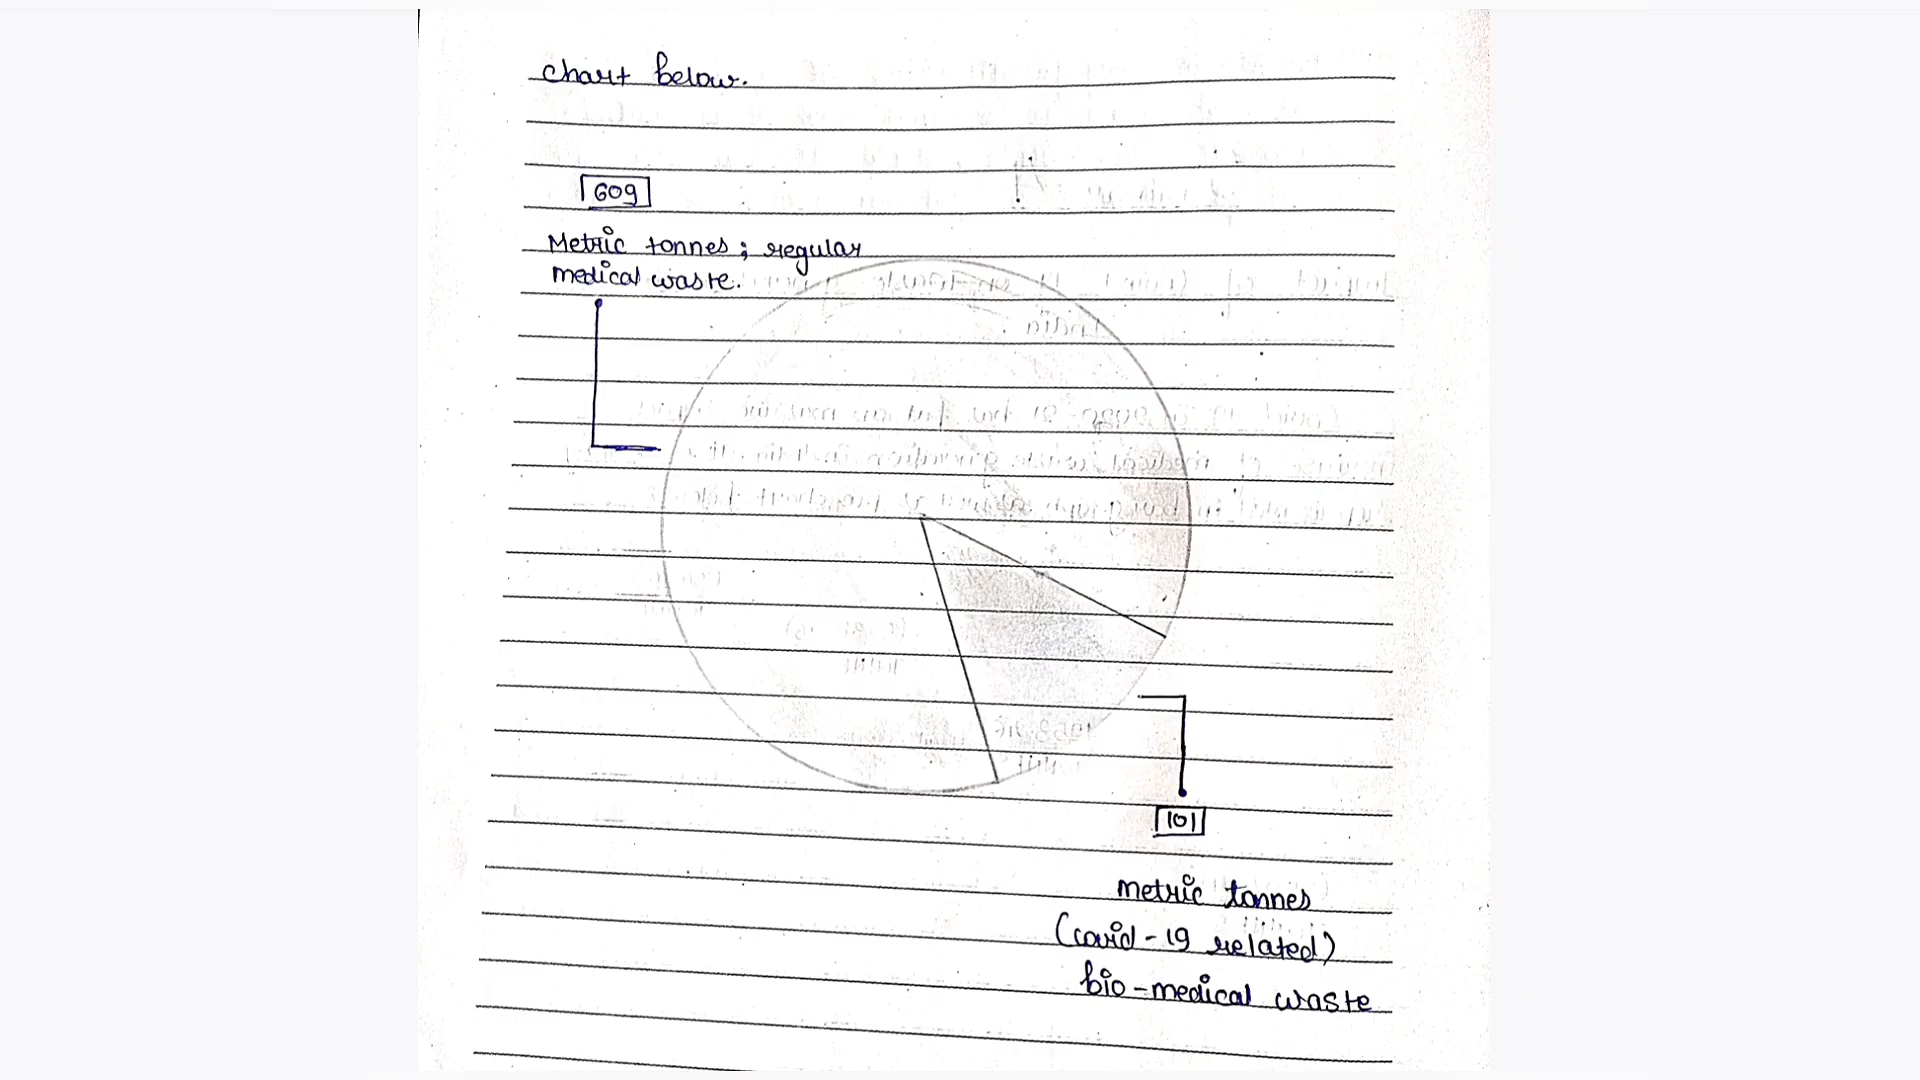 chart below.
609
Metric tonnes; regular
medical waste.
101
metric tonnes
(covid-19 related)
bio-medical waste